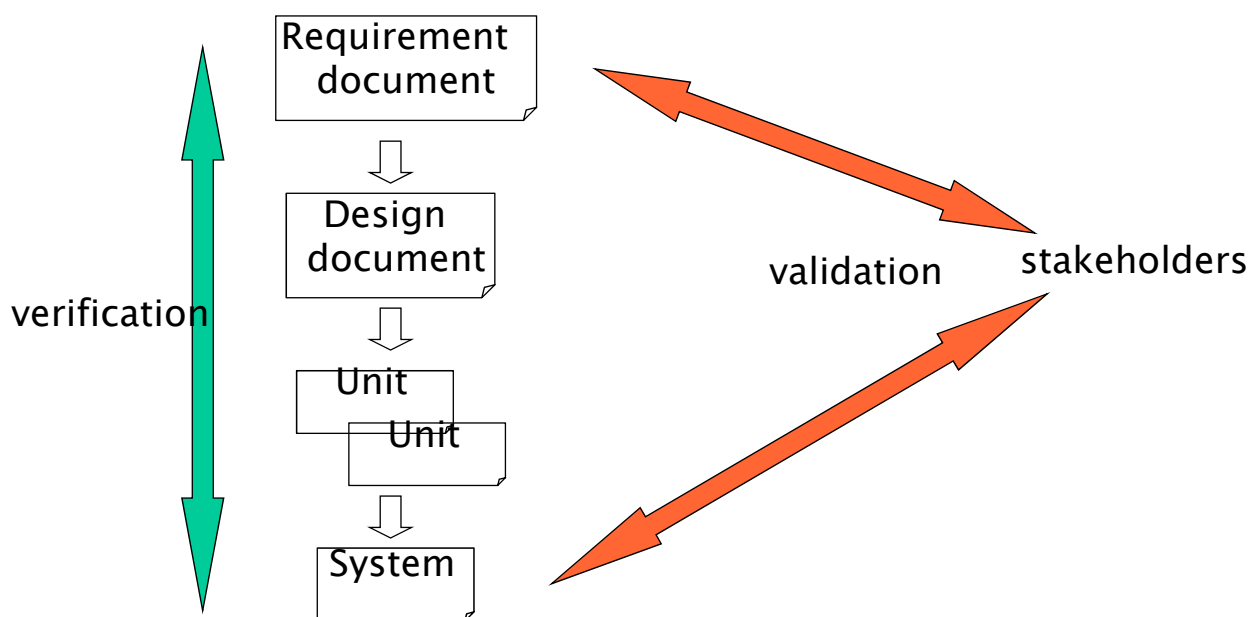 Requirement
document
Design
document
verification
validation
stakeholders
Unit
Unit
System